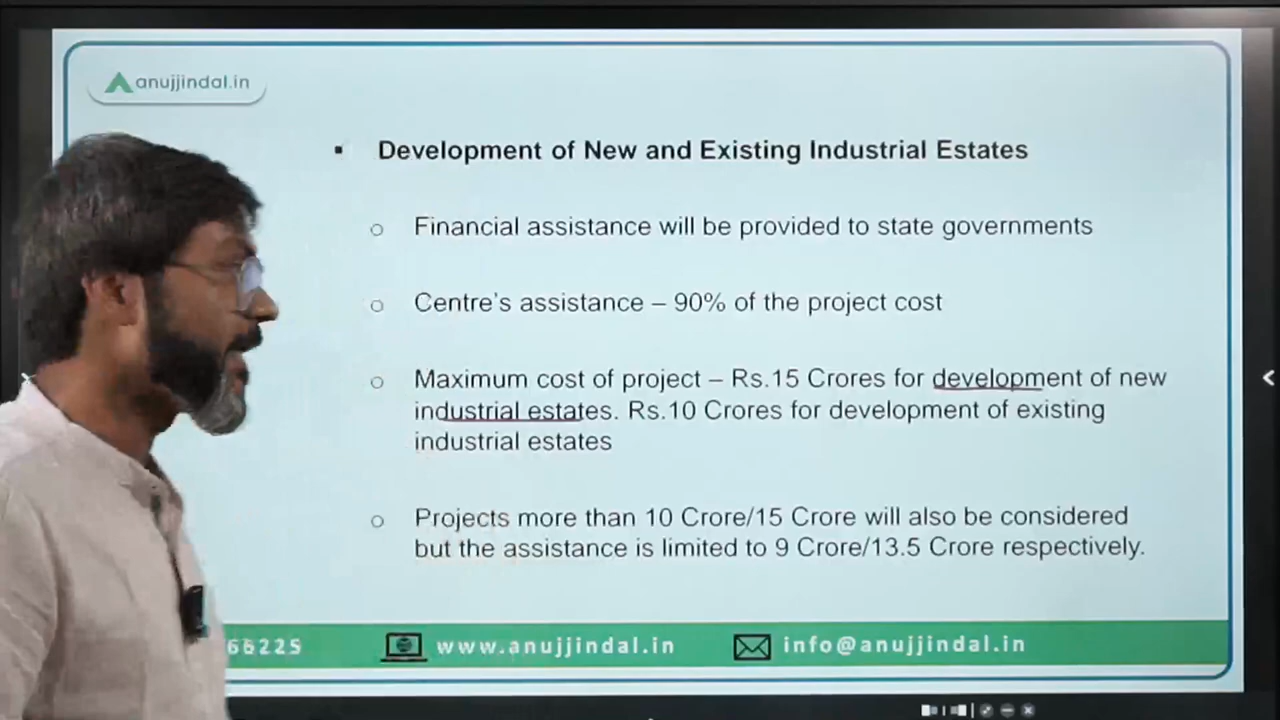 anujjindal.in
Development of New and Existing Industrial Estates
Financial assistance will be provided to state governments
Centre's assistance – 90% of the project cost
Maximum cost of project – Rs.15 Crores for development of new
industrial estates. Rs.10 Crores for development of existing
industrial estates
Projects more than 10 Crore/15 Crore will also be considered
but the assistance is limited to 9 Crore/13.5 Crore respectively.
66225 www.anujjindal.in info@anujjindal.in